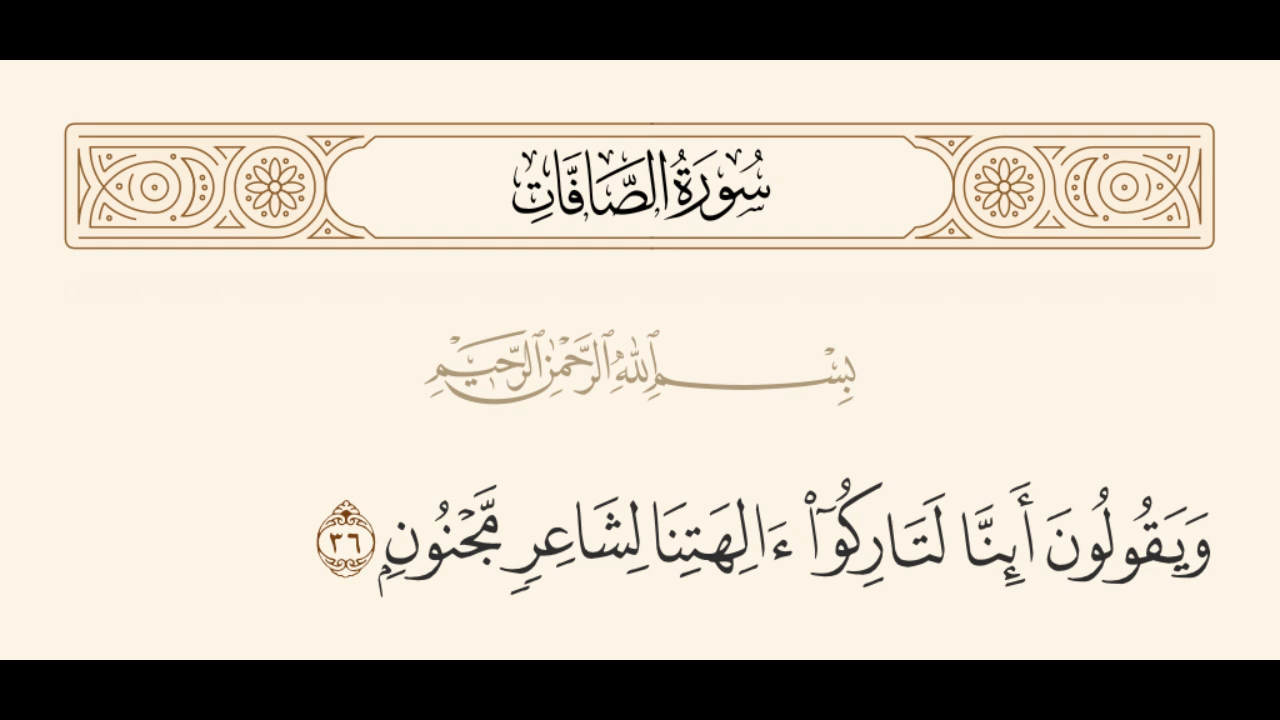 سُورَةُ الصَّافَّاتِ
بِسْمِ ٱللَّهِ ٱلرَّحْمَٰنِ ٱلرَّحِيمِ
وَيَقُولُونَ أَئِنَّا لَتَارِكُوٓا۟ ءَالِهَتِنَا لِشَاعِرٍ مَّجْنُونٍۭ ٣٦